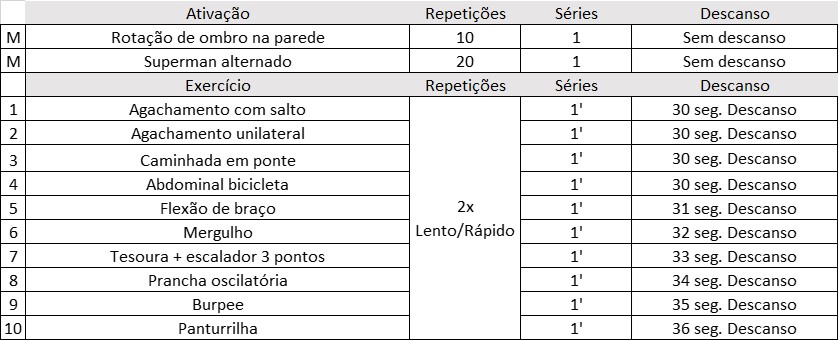 Ativação Repetições Séries Descanso
M Rotação de ombro na parede 10 1 Sem descanso
M Superman alternado 20 1 Sem descanso
Exercício Repetições Séries Descanso
1 Agachamento com salto 1' 30 seg. Descanso
2 Agachamento unilateral 1' 30 seg. Descanso
3 Caminhada em ponte 1' 30 seg. Descanso
4 Abdominal bicicleta 1' 30 seg. Descanso
5 Flexão de braço 2x 1' 31 seg. Descanso
6 Mergulho Lento/Rápido 1' 32 seg. Descanso
7 Tesoura + escalador 3 pontos 1' 33 seg. Descanso
8 Prancha oscilatória 1' 34 seg. Descanso
9 Burpee 1' 35 seg. Descanso
10 Panturrilha 1' 36 seg. Descanso